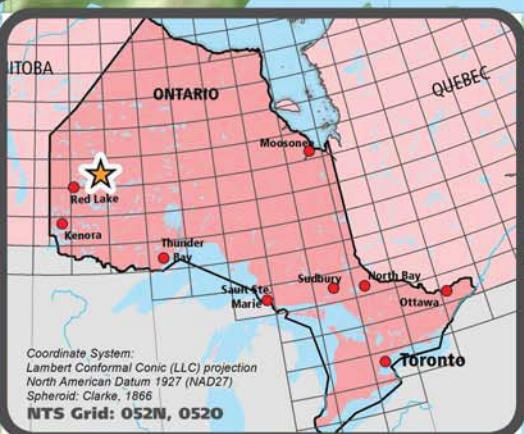 ITOBA
ONTARIO
QUEBEC
Moosonee
Red Lake
Kenora
Thunder
Bay
Sault Ste.
Marie
Sudbury
North Bay
Ottawa
Toronto
Coordinate System:
Lambert Conformal Conic (LLC) projection
North American Datum 1927 (NAD27)
Spheroid: Clarke, 1866
NTS Grid: 052N, 052O